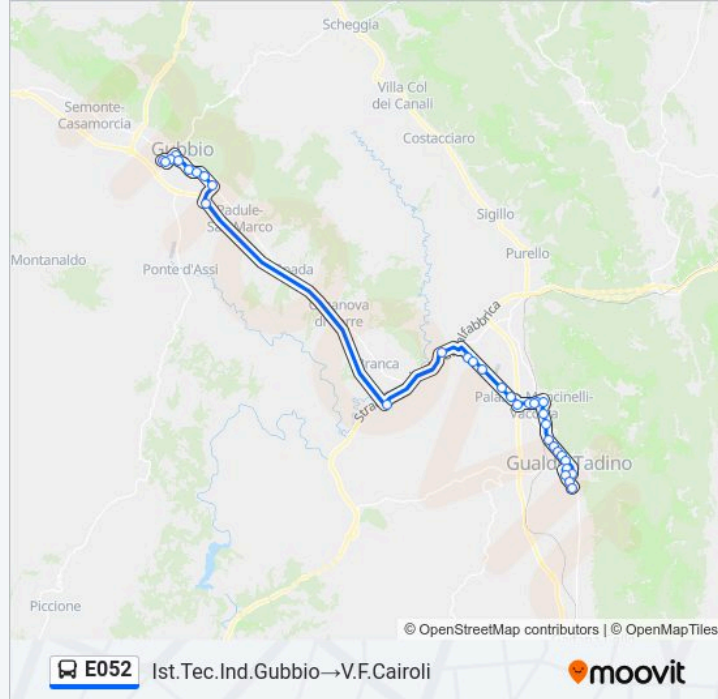 Scheggia
Villa Col
dei Canali
Semonte-
Casamorcia
Costacciaro
Gubbio
Sigillo
Padule-
San Marco
Purello
Montanaldo
Ponte d'Assi
Branca
Gualdo Tadino
Piccione
© OpenStreetMap contributors | © OpenMapTiles
E052
Ist.Tec.Ind.Gubbio→V.F.Cairoli
moovit